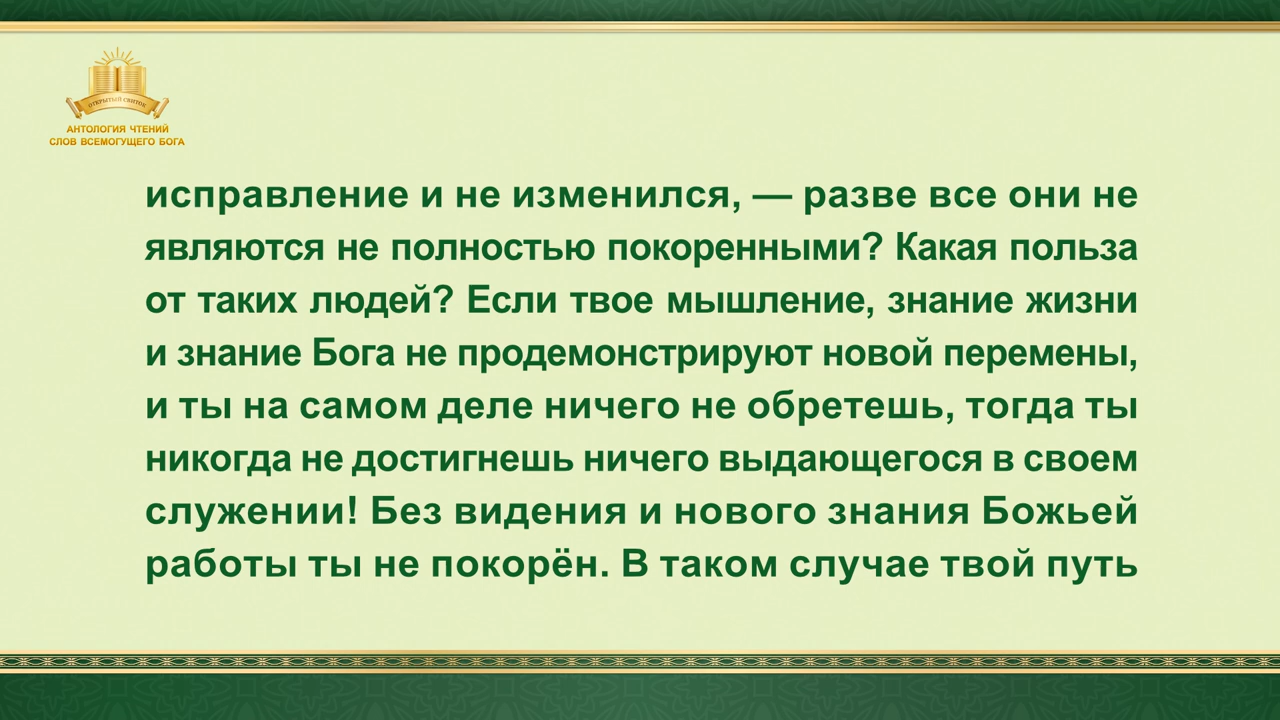 ОТКРЫТЫЙ СВИТОК
АНТОЛОГИЯ ЧТЕНИЙ
СЛОВ ВСЕМОГУЩЕГО БОГА
исправление и не изменился, — разве все они не
являются не полностью покоренными? Какая польза
от таких людей? Если твое мышление, знание жизни
и знание Бога не продемонстрируют новой перемены,
и ты на самом деле ничего не обретешь, тогда ты
никогда не достигнешь ничего выдающегося в своем
служении! Без видения и нового знания Божьей
работы ты не покорён. В таком случае твой путь